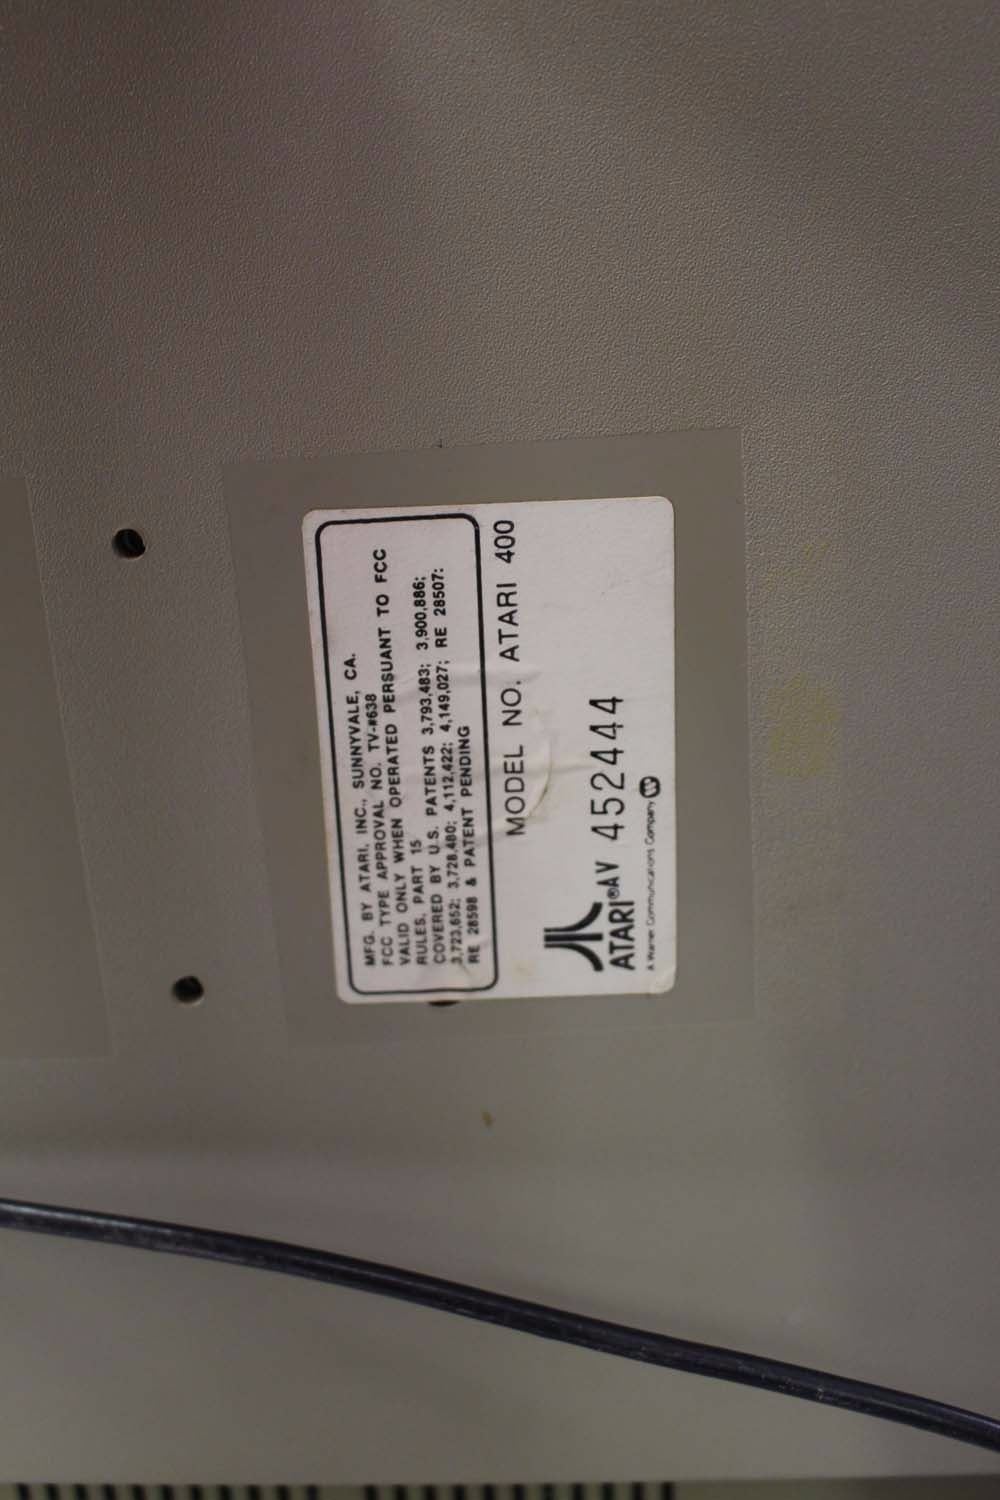 MFG. BY ATARI, INC., SUNNYVALE, CA.
FCC TYPE APPROVAL NO. TV-#638
VALID ONLY WHEN OPERATED PERSUANT TO FCC
RULES, PART 15
COVERED BY U.S. PATENTS 3,793,483; 3,900,886;
3,723,652; 3,728,480; 4,112,422; 4,149,027; RE 28507:
RE 28598 & PATENT PENDING
MODEL NO. ATARI 400
ATARI® AV 452444
A Warner Communications Company